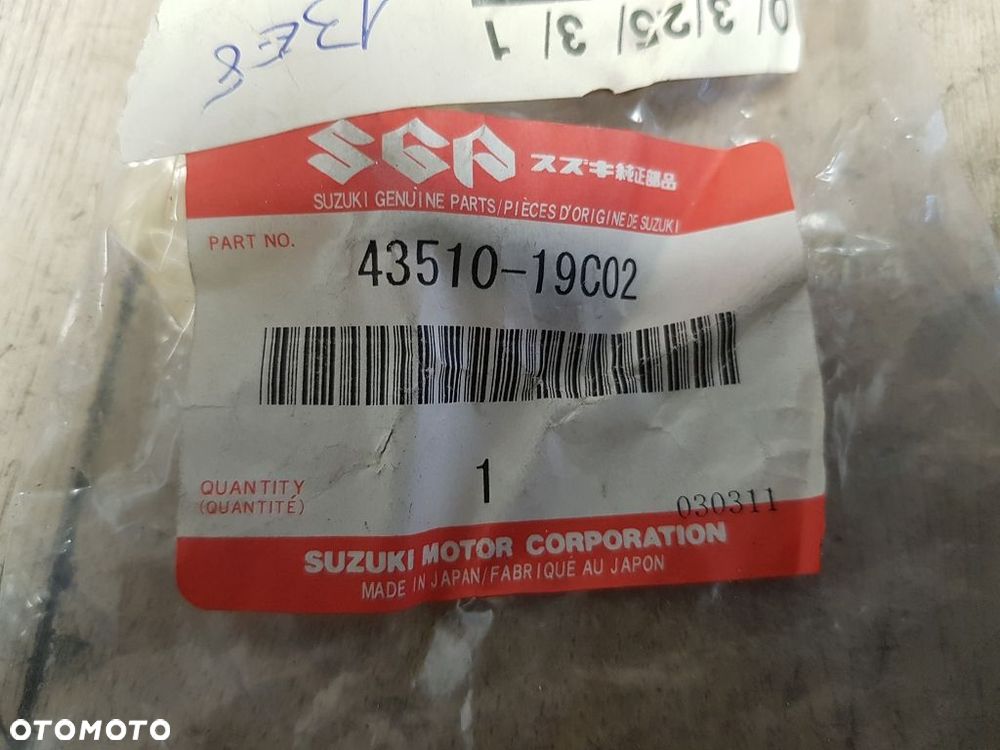 13E8
/3/25/3/1
SGP スズキ純正部品
SUZUKI GENUINE PARTS/PIÈCES D'ORIGINE DE SUZUKI
PART NO.
43510-19C02
QUANTITY
1
(QUANTITÉ)
030311
SUZUKI MOTOR CORPORATION
MADE IN JAPAN/FABRIQUÉ AU JAPON
OTOMOTO